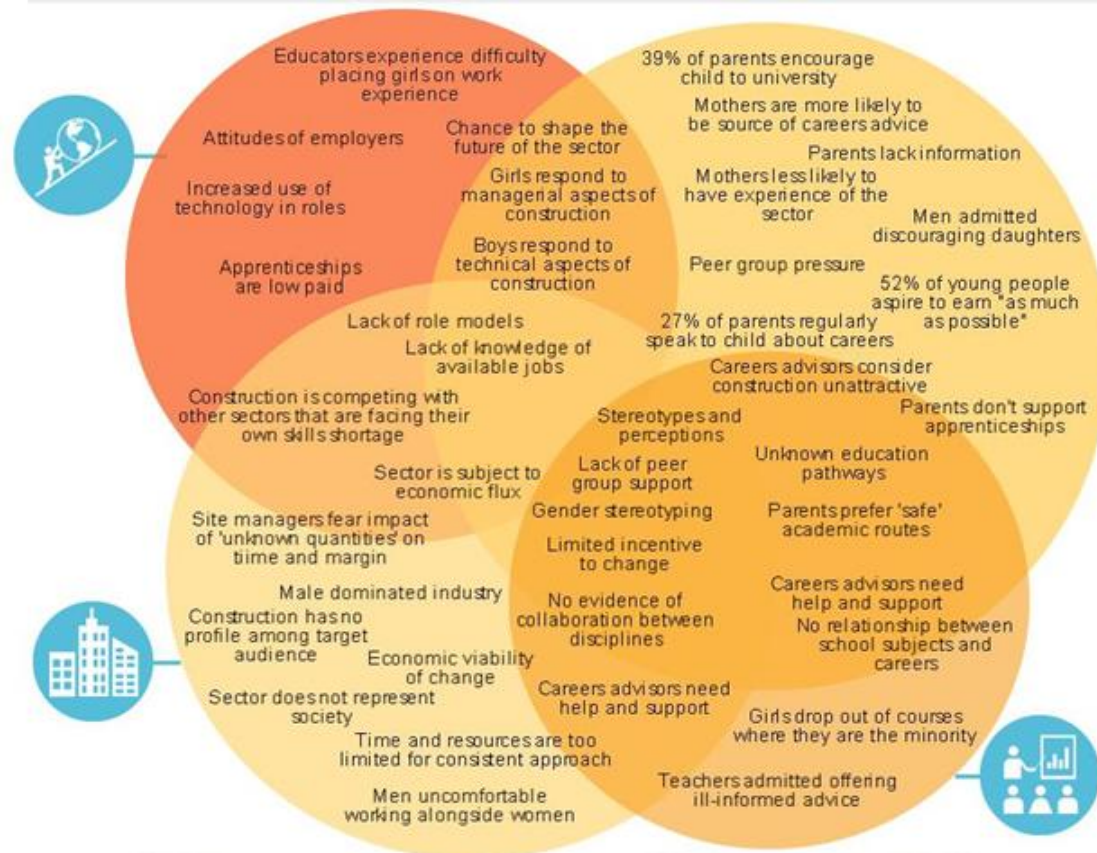 Educators experience difficulty
placing girls on work
experience
Attitudes of employers
Increased use of
technology in roles
Apprenticeships
are low paid
Chance to shape the
future of the sector
Girls respond to
managerial aspects of
construction
Boys respond to
technical aspects of
construction
39% of parents encourage
child to university
Mothers are more likely to
be source of careers advice
Parents lack information
Mothers less likely to
have experience of the
sector
Men admitted
discouraging daughters
Peer group pressure
52% of young people
aspire to earn "as much
as possible"
27% of parents regularly
speak to child about careers
Lack of role models
Lack of knowledge of
available jobs
Construction is competing with
other sectors that are facing their
own skills shortage
Sector is subject to
economic flux
Careers advisors consider
construction unattractive
Parents don't support
apprenticeships
Stereotypes and
perceptions
Unknown education
pathways
Lack of peer
group support
Gender stereotyping
Parents prefer 'safe'
academic routes
Limited incentive
to change
Careers advisors need
help and support
No evidence of
collaboration between
disciplines
No relationship between
school subjects and
careers
Site managers fear impact
of 'unknown quantities' on
tiime and margin
Male dominated industry
Construction has no
profile among target
audience
Economic viability
of change
Sector does not represent
society
Careers advisors need
help and support
Time and resources are too
limited for consistent approach
Men uncomfortable
working alongside women
Girls drop out of courses
where they are the minority
Teachers admitted offering
ill-informed advice